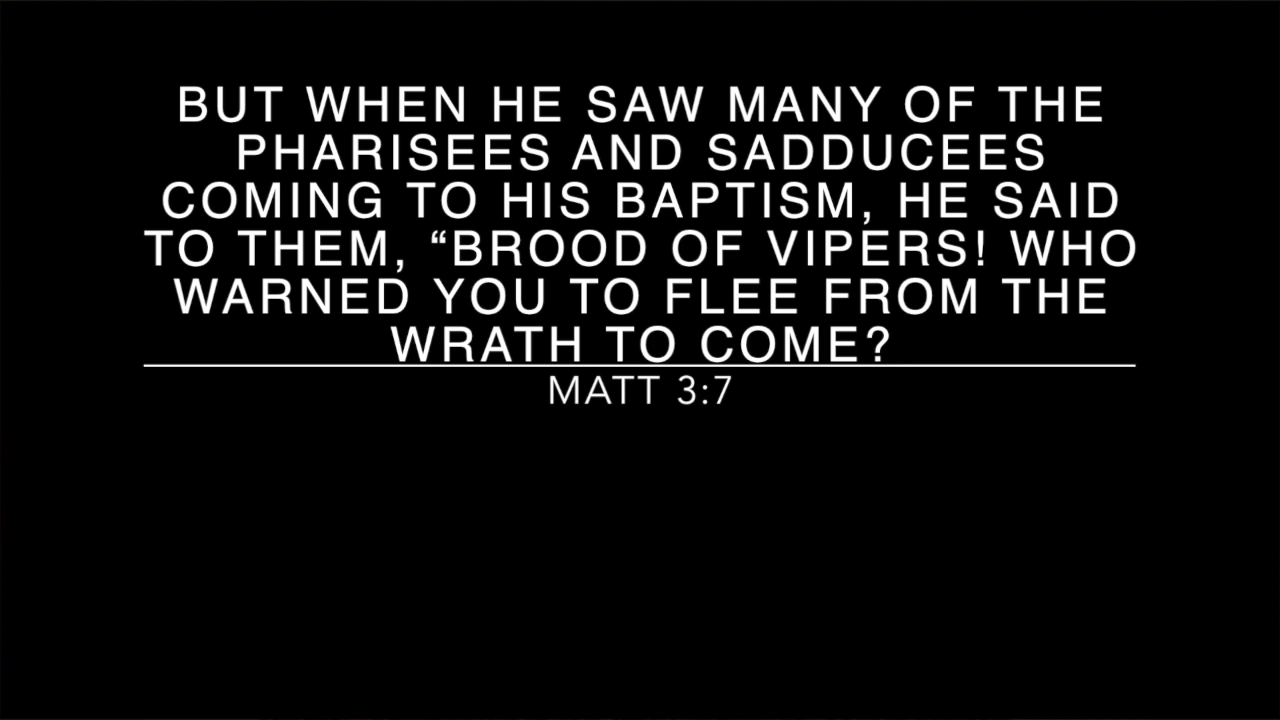 BUT WHEN HE SAW MANY OF THE
PHARISEES AND SADDUCEES
COMING TO HIS BAPTISM, HE SAID
TO THEM, “BROOD OF VIPERS! WHO
WARNED YOU TO FLEE FROM THE
WRATH TO COME?
MATT 3:7